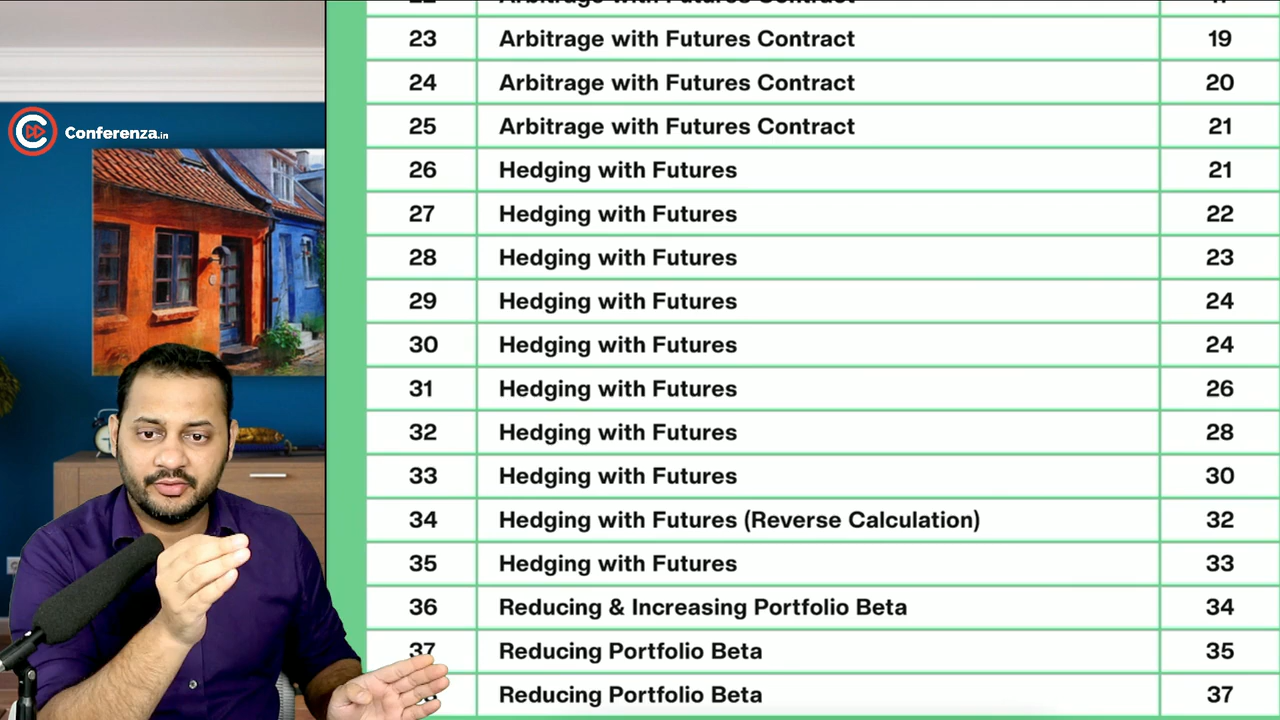 Conferenza.in
23 Arbitrage with Futures Contract 19
24 Arbitrage with Futures Contract 20
25 Arbitrage with Futures Contract 21
26 Hedging with Futures 21
27 Hedging with Futures 22
28 Hedging with Futures 23
29 Hedging with Futures 24
30 Hedging with Futures 24
31 Hedging with Futures 26
32 Hedging with Futures 28
33 Hedging with Futures 30
34 Hedging with Futures (Reverse Calculation) 32
35 Hedging with Futures 33
36 Reducing & Increasing Portfolio Beta 34
37 Reducing Portfolio Beta 35
Reducing Portfolio Beta 37